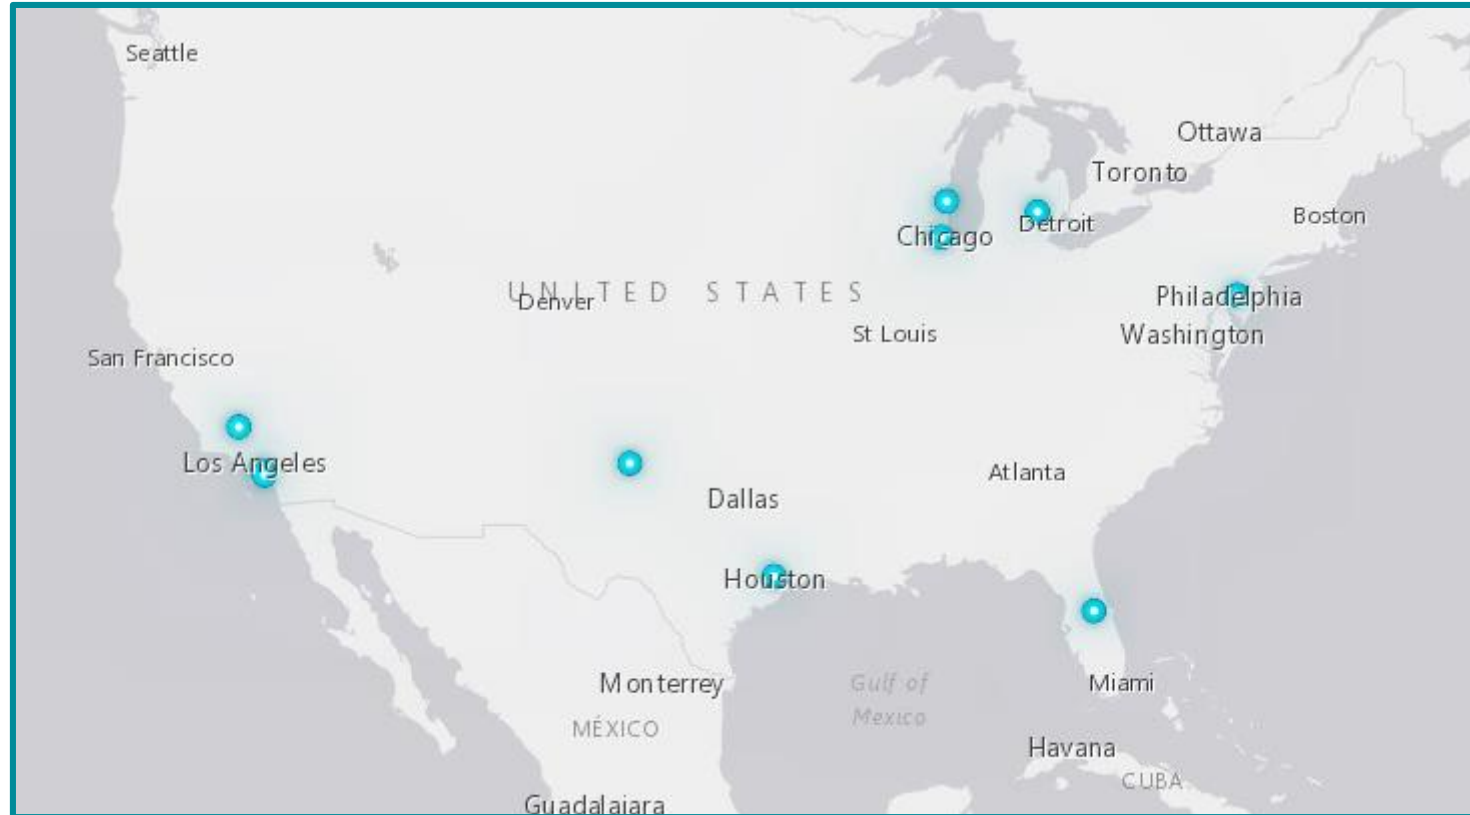 Seattle
Ottawa
Toronto
Boston
Detroit
Chicago
UNITED STATES
Denver
Philadelphia
St Louis
Washington
San Francisco
Los Angeles
Atlanta
Dallas
Houston
Monterrey
Gulf of
Mexico
Miami
MÉXICO
Havana
CUBA
Guadalajara